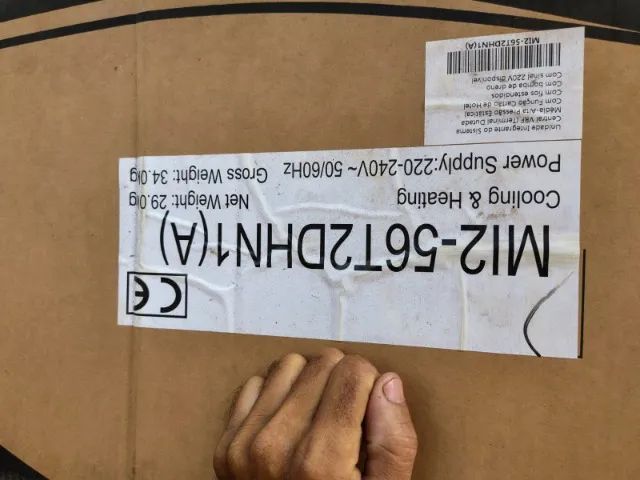 MI2-56T2DHN1(A)
Cooling & Heating
Net Weight: 29.0kg
Power Supply:220-240V~ 50/60Hz
Gross Weight: 34.0kg
CE
Unidade Integrante do Sistema
Central VRF (Terminal Dutada
Média-Alta Pressão Estática)
Com Função Cartão de Hotel
Com fios estendidos
Com bomba de dreno
Com sinal 220V disponível
MI2-56T2DHN1(A)